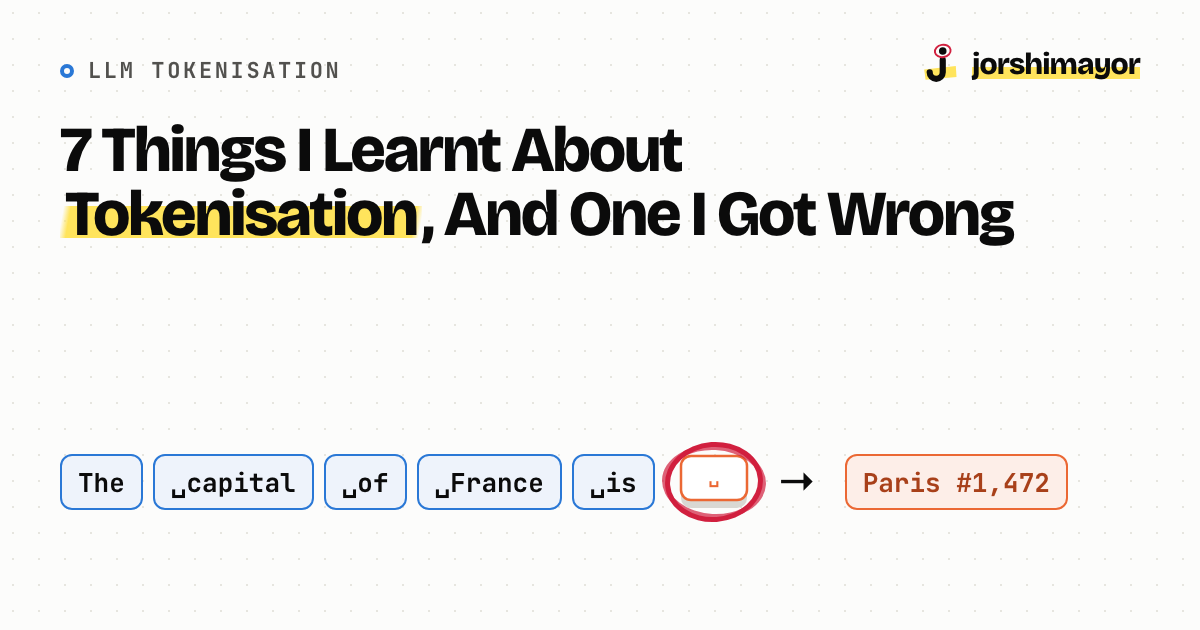 LLM TOKENISATION
jorshimayor
7 Things I Learnt About
Tokenisation, And One I Got Wrong
The ␣capital ␣of ␣France ␣is ␣ → Paris #1,472